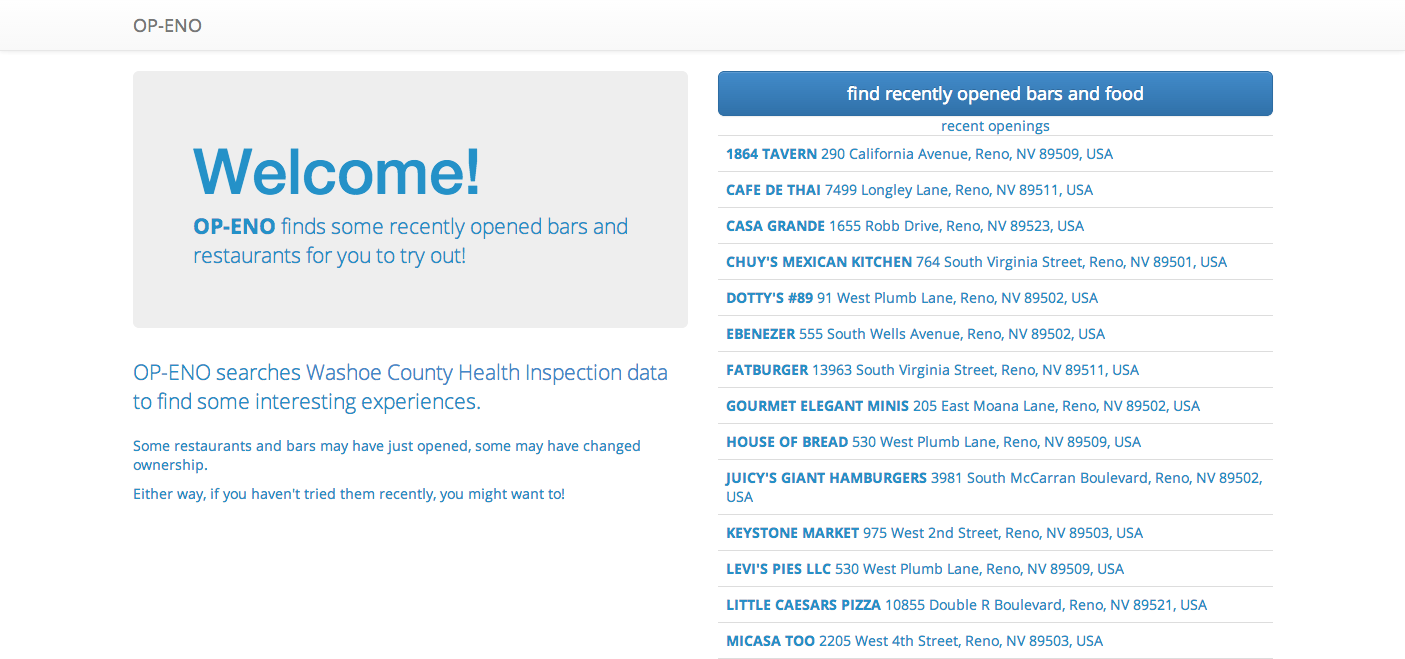 OP-ENO
Welcome!
OP-ENO finds some recently opened bars and
restaurants for you to try out!
OP-ENO searches Washoe County Health Inspection data
to find some interesting experiences.
Some restaurants and bars may have just opened, some may have changed
ownership.
Either way, if you haven't tried them recently, you might want to!
find recently opened bars and food
recent openings
1864 TAVERN 290 California Avenue, Reno, NV 89509, USA
CAFE DE THAI 7499 Longley Lane, Reno, NV 89511, USA
CASA GRANDE 1655 Robb Drive, Reno, NV 89523, USA
CHUY'S MEXICAN KITCHEN 764 South Virginia Street, Reno, NV 89501, USA
DOTTY'S #89 91 West Plumb Lane, Reno, NV 89502, USA
EBENEZER 555 South Wells Avenue, Reno, NV 89502, USA
FATBURGER 13963 South Virginia Street, Reno, NV 89511, USA
GOURMET ELEGANT MINIS 205 East Moana Lane, Reno, NV 89502, USA
HOUSE OF BREAD 530 West Plumb Lane, Reno, NV 89509, USA
JUICY'S GIANT HAMBURGERS 3981 South McCarran Boulevard, Reno, NV 89502,
USA
KEYSTONE MARKET 975 West 2nd Street, Reno, NV 89503, USA
LEVI'S PIES LLC 530 West Plumb Lane, Reno, NV 89509, USA
LITTLE CAESARS PIZZA 10855 Double R Boulevard, Reno, NV 89521, USA
MICASA TOO 2205 West 4th Street, Reno, NV 89503, USA